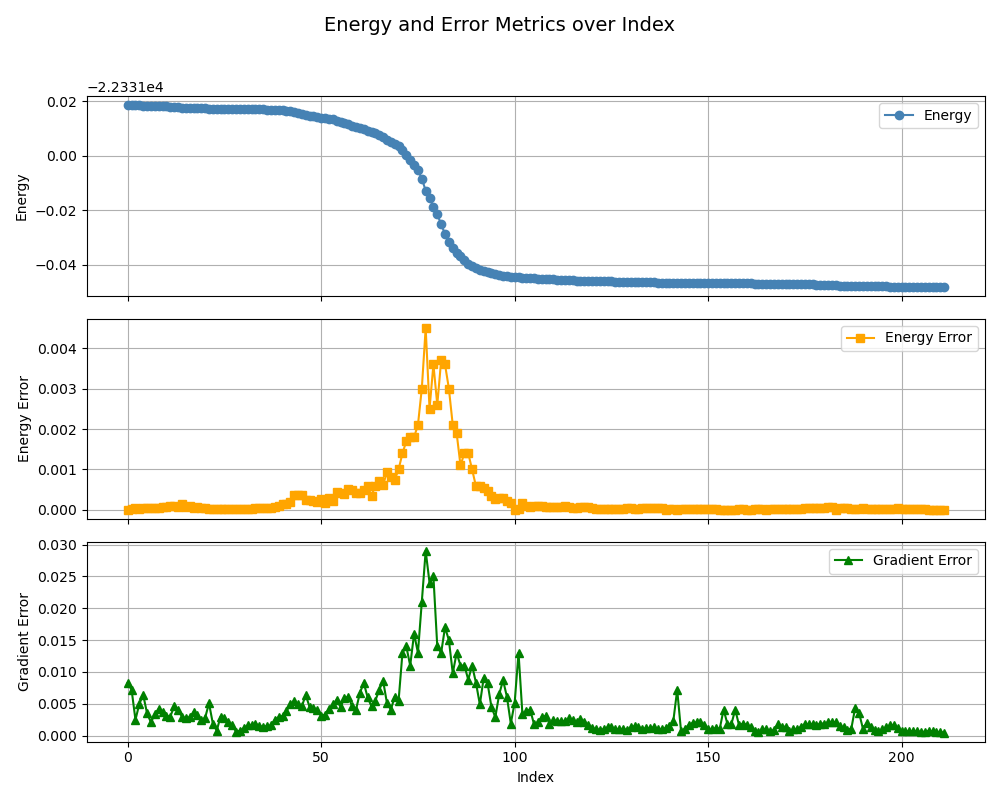 Energy and Error Metrics over Index
−2.2331e4
0.02
0.00
−0.02
−0.04
Energy
Energy
0.004
0.003
0.002
0.001
0.000
Energy Error
Energy Error
0.030
0.025
0.020
0.015
0.010
0.005
0.000
Gradient Error
Gradient Error
0 50 100 150 200
Index